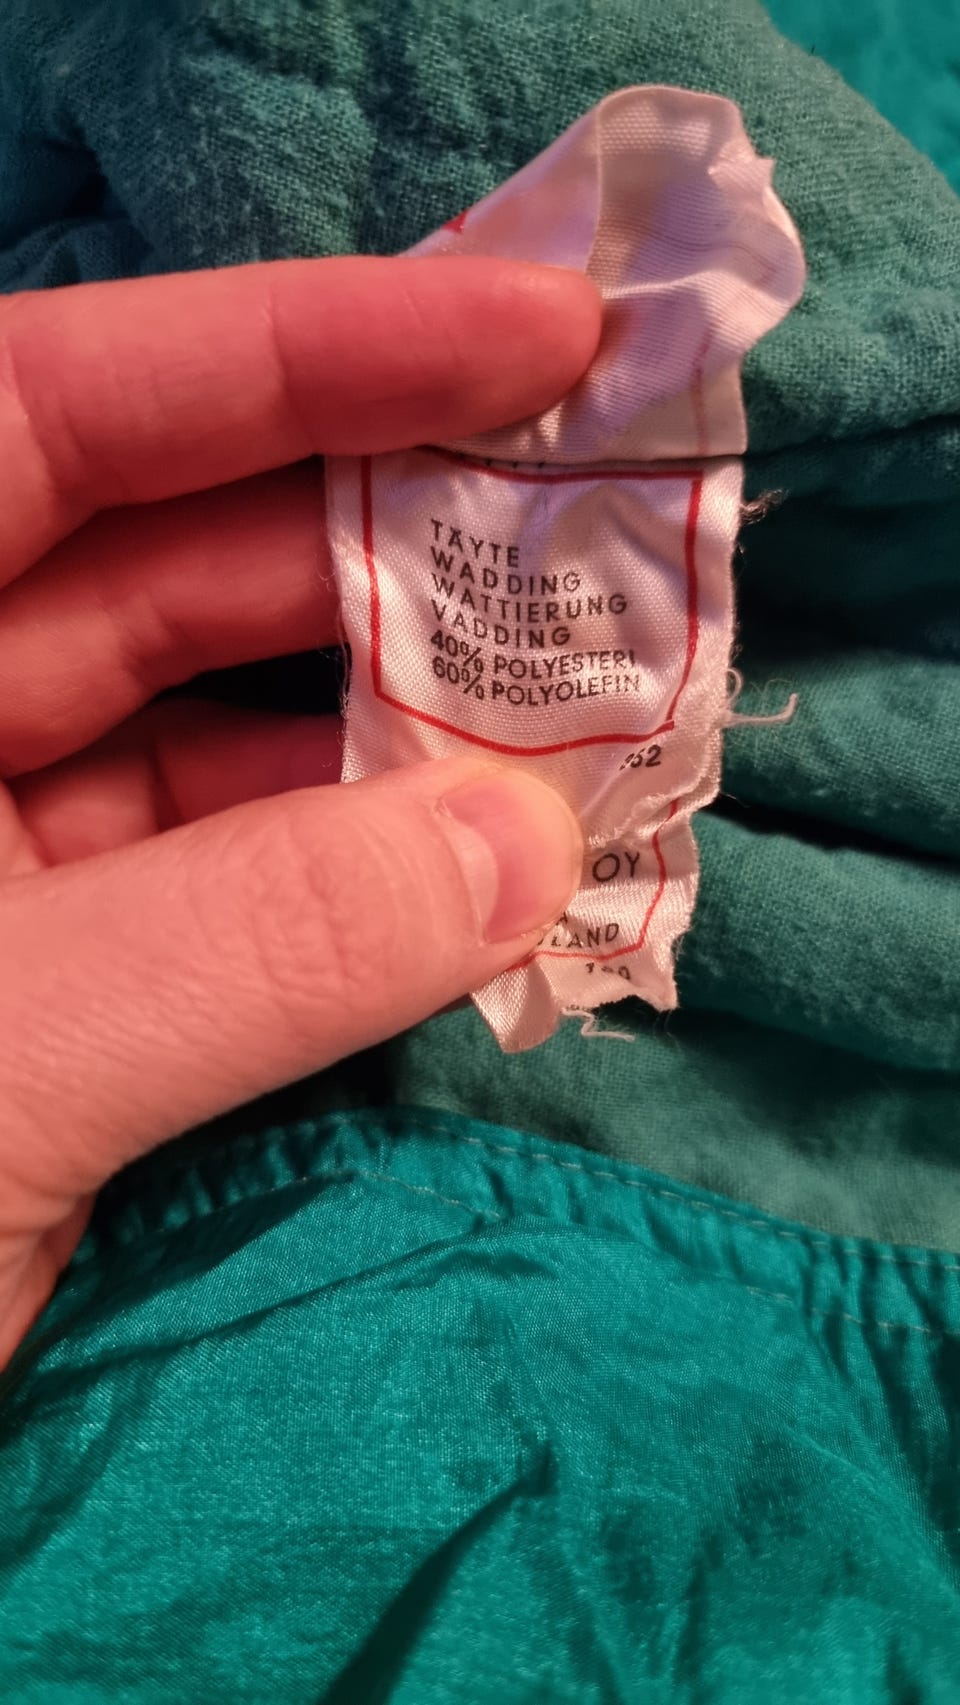 TÄYTE
WADDING
WATTIERUNG
VADDING
40% POLYESTERI
60% POLYOLEFIN
OY